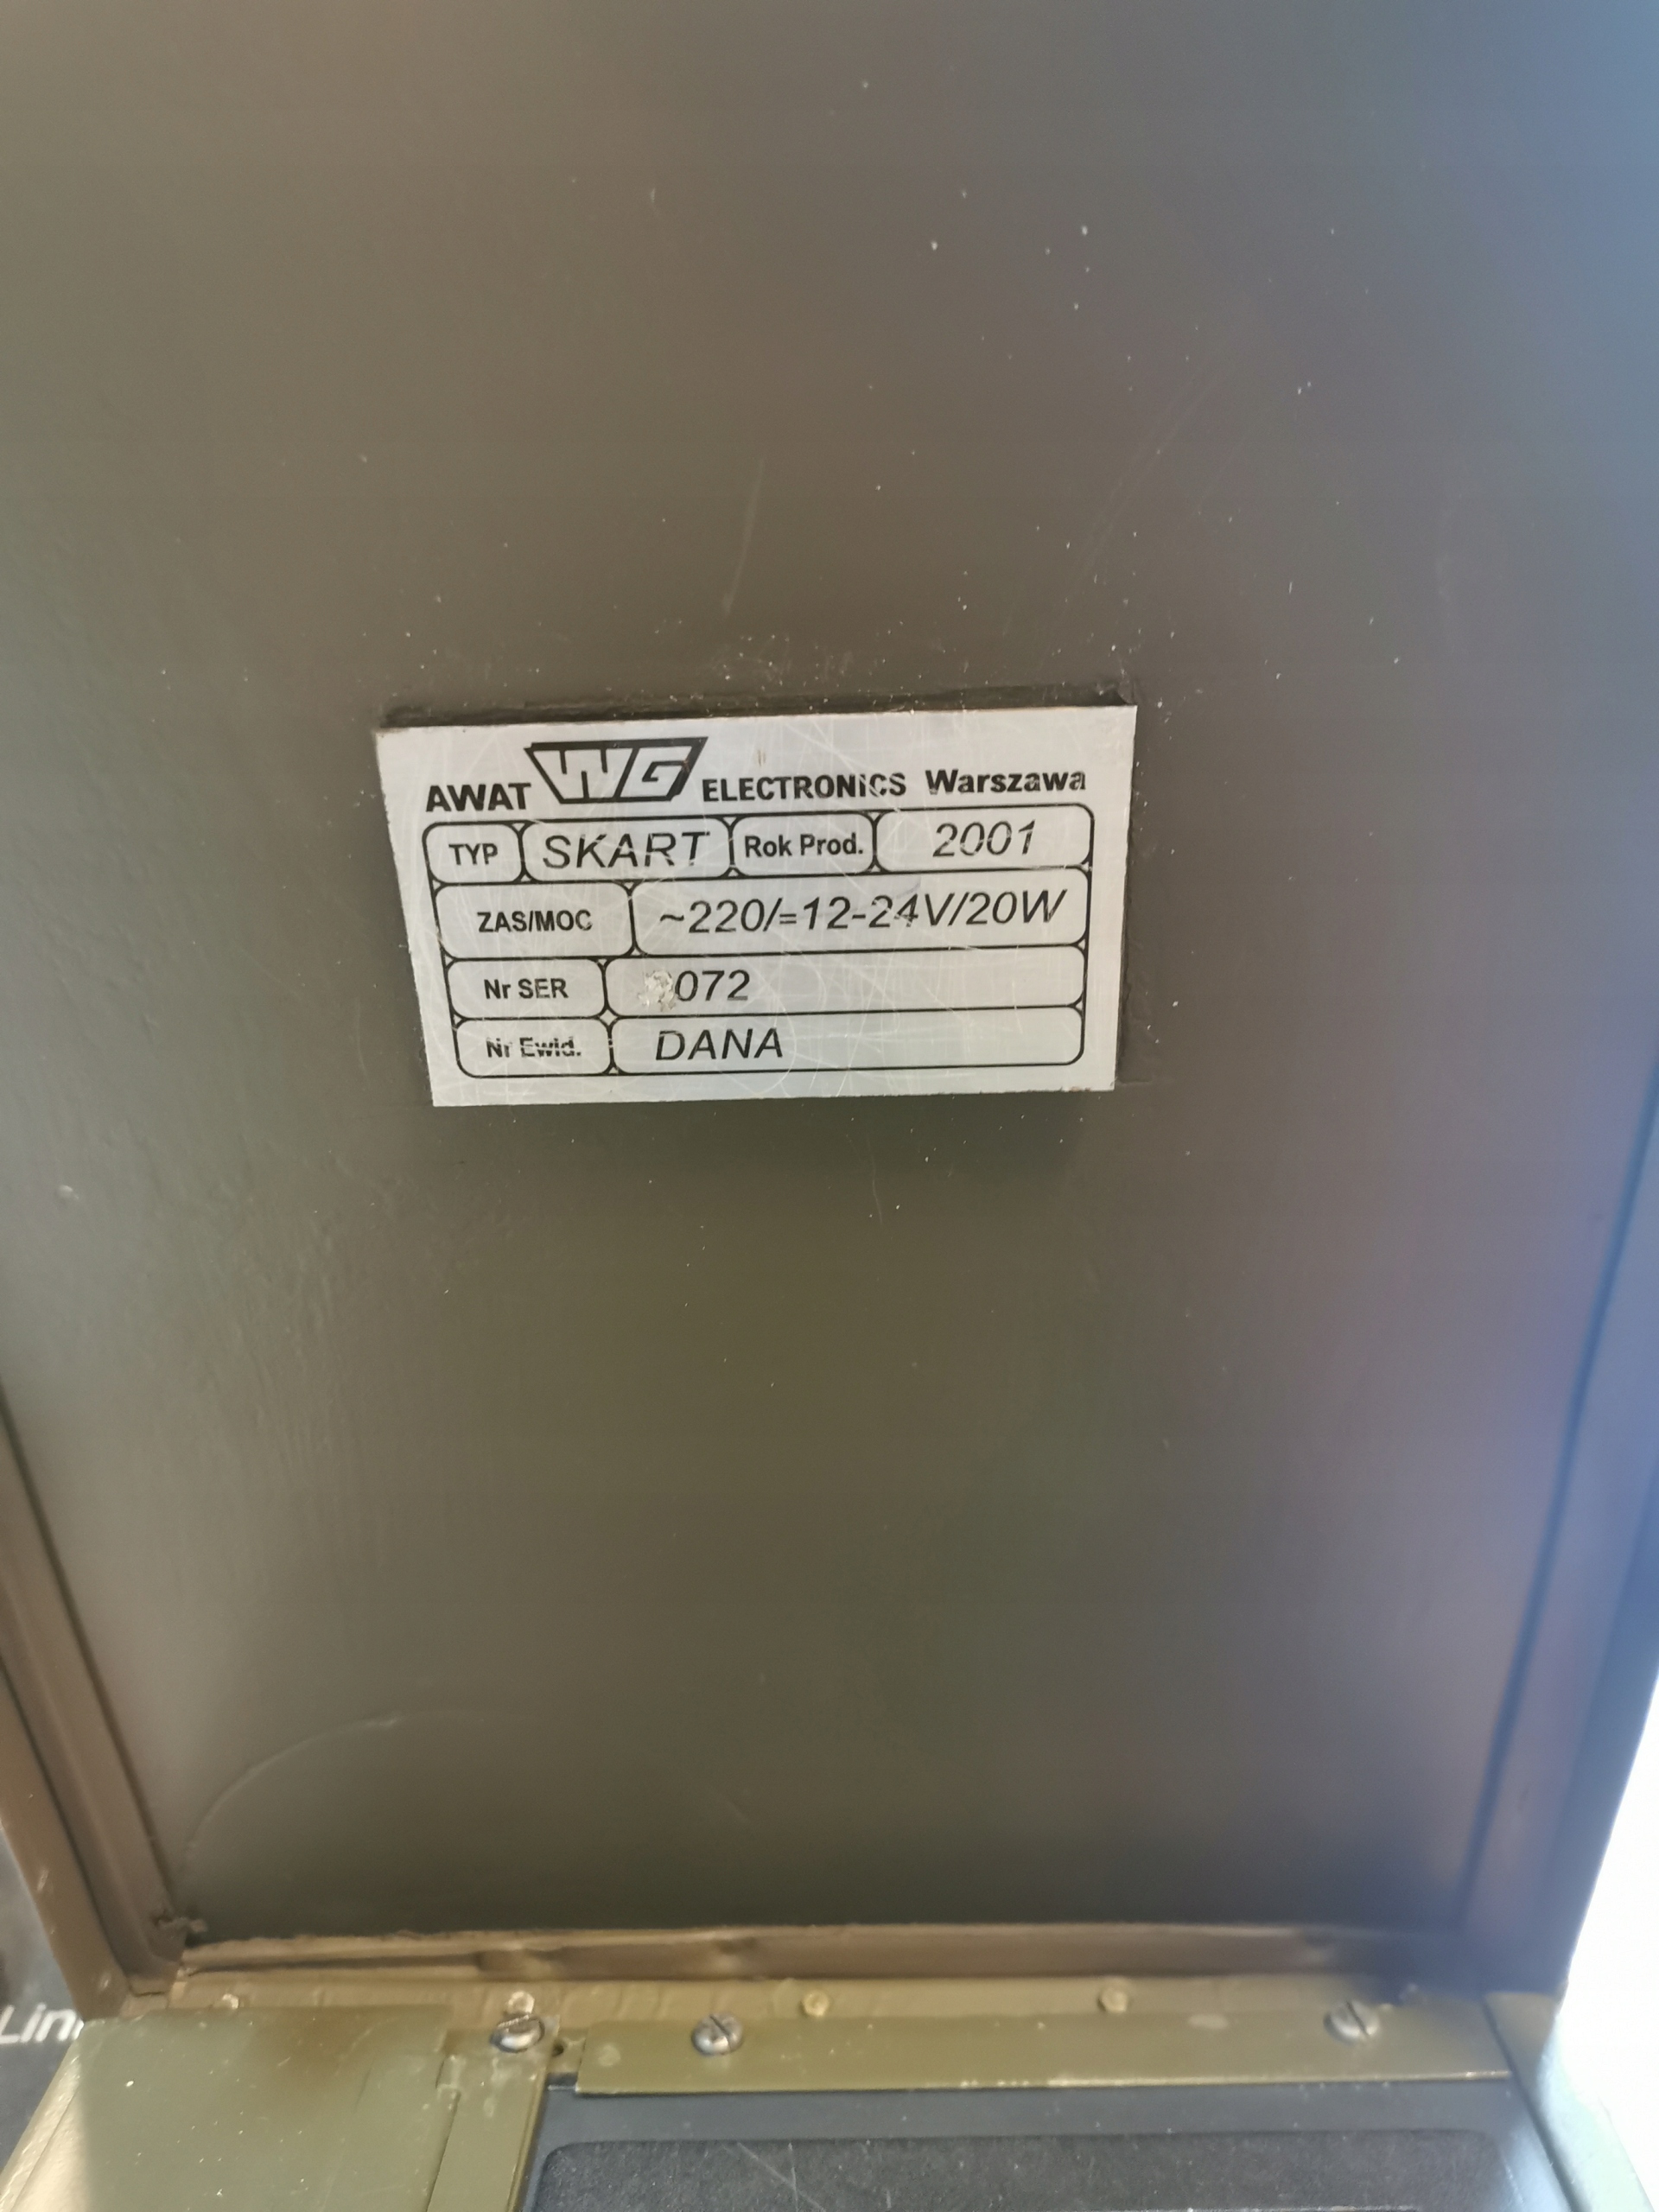 AWAT WG ELECTRONICS Warszawa
TYP SKART Rok Prod. 2001
ZAS/MOC ~220/=12-24V/20W
Nr SER 072
Nr Ewid. DANA